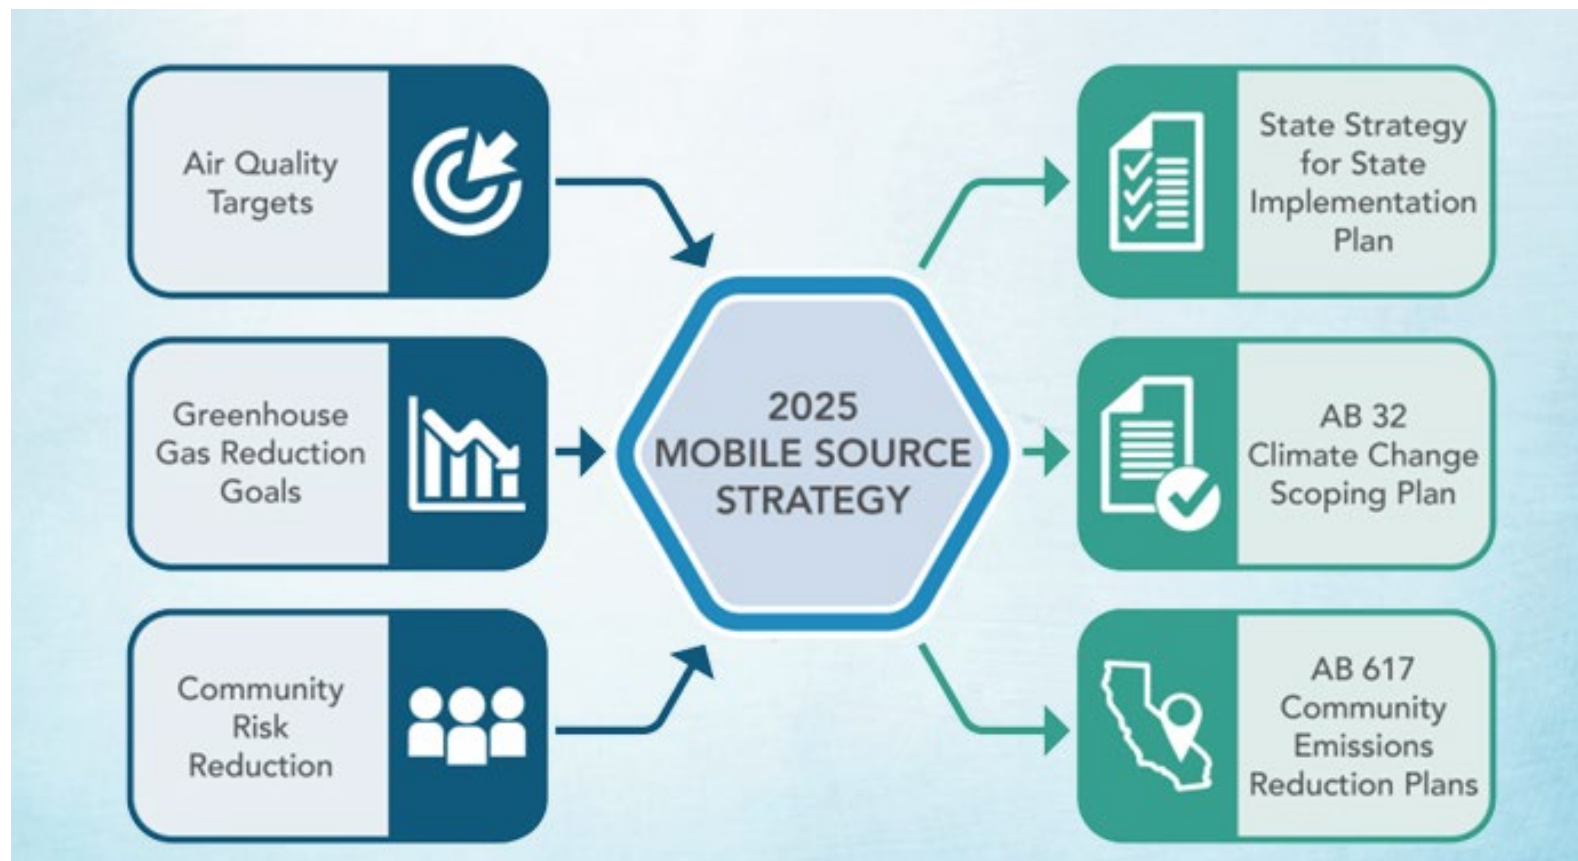 Air Quality
Targets
Greenhouse
Gas Reduction
Goals
Community
Risk
Reduction
2025
MOBILE SOURCE
STRATEGY
State Strategy
for State
Implementation
Plan
AB 32
Climate Change
Scoping Plan
AB 617
Community
Emissions
Reduction Plans